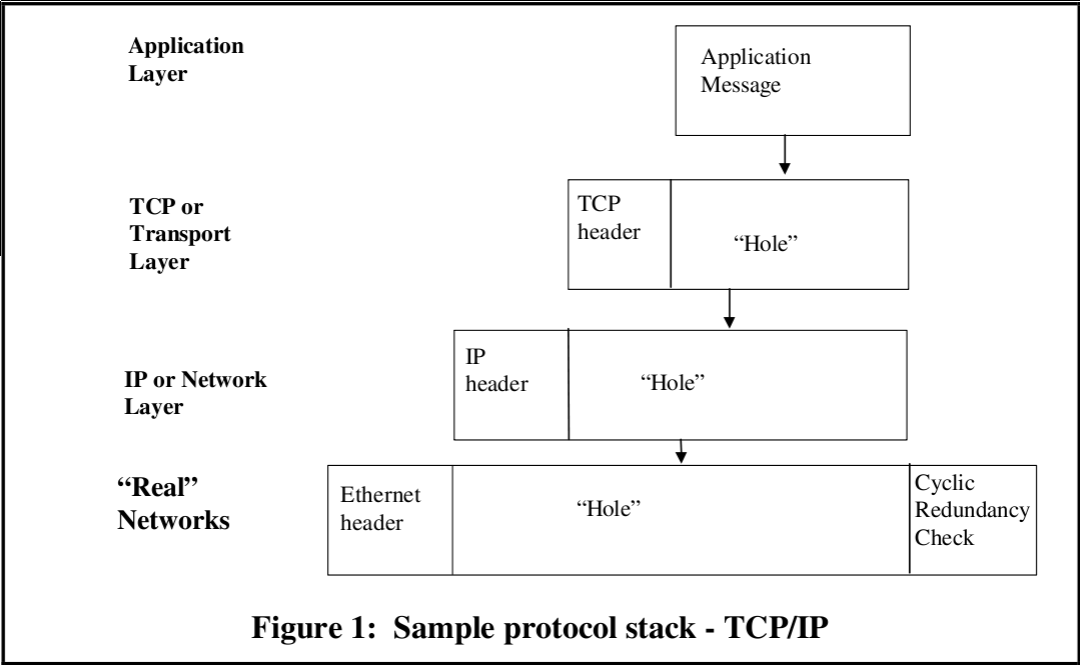 Application
Layer
Application
Message
TCP or
Transport
Layer
TCP
header
“Hole”
IP or Network
Layer
IP
header
“Hole”
“Real”
Networks
Ethernet
header
“Hole”
Cyclic
Redundancy
Check
Figure 1:  Sample protocol stack - TCP/IP